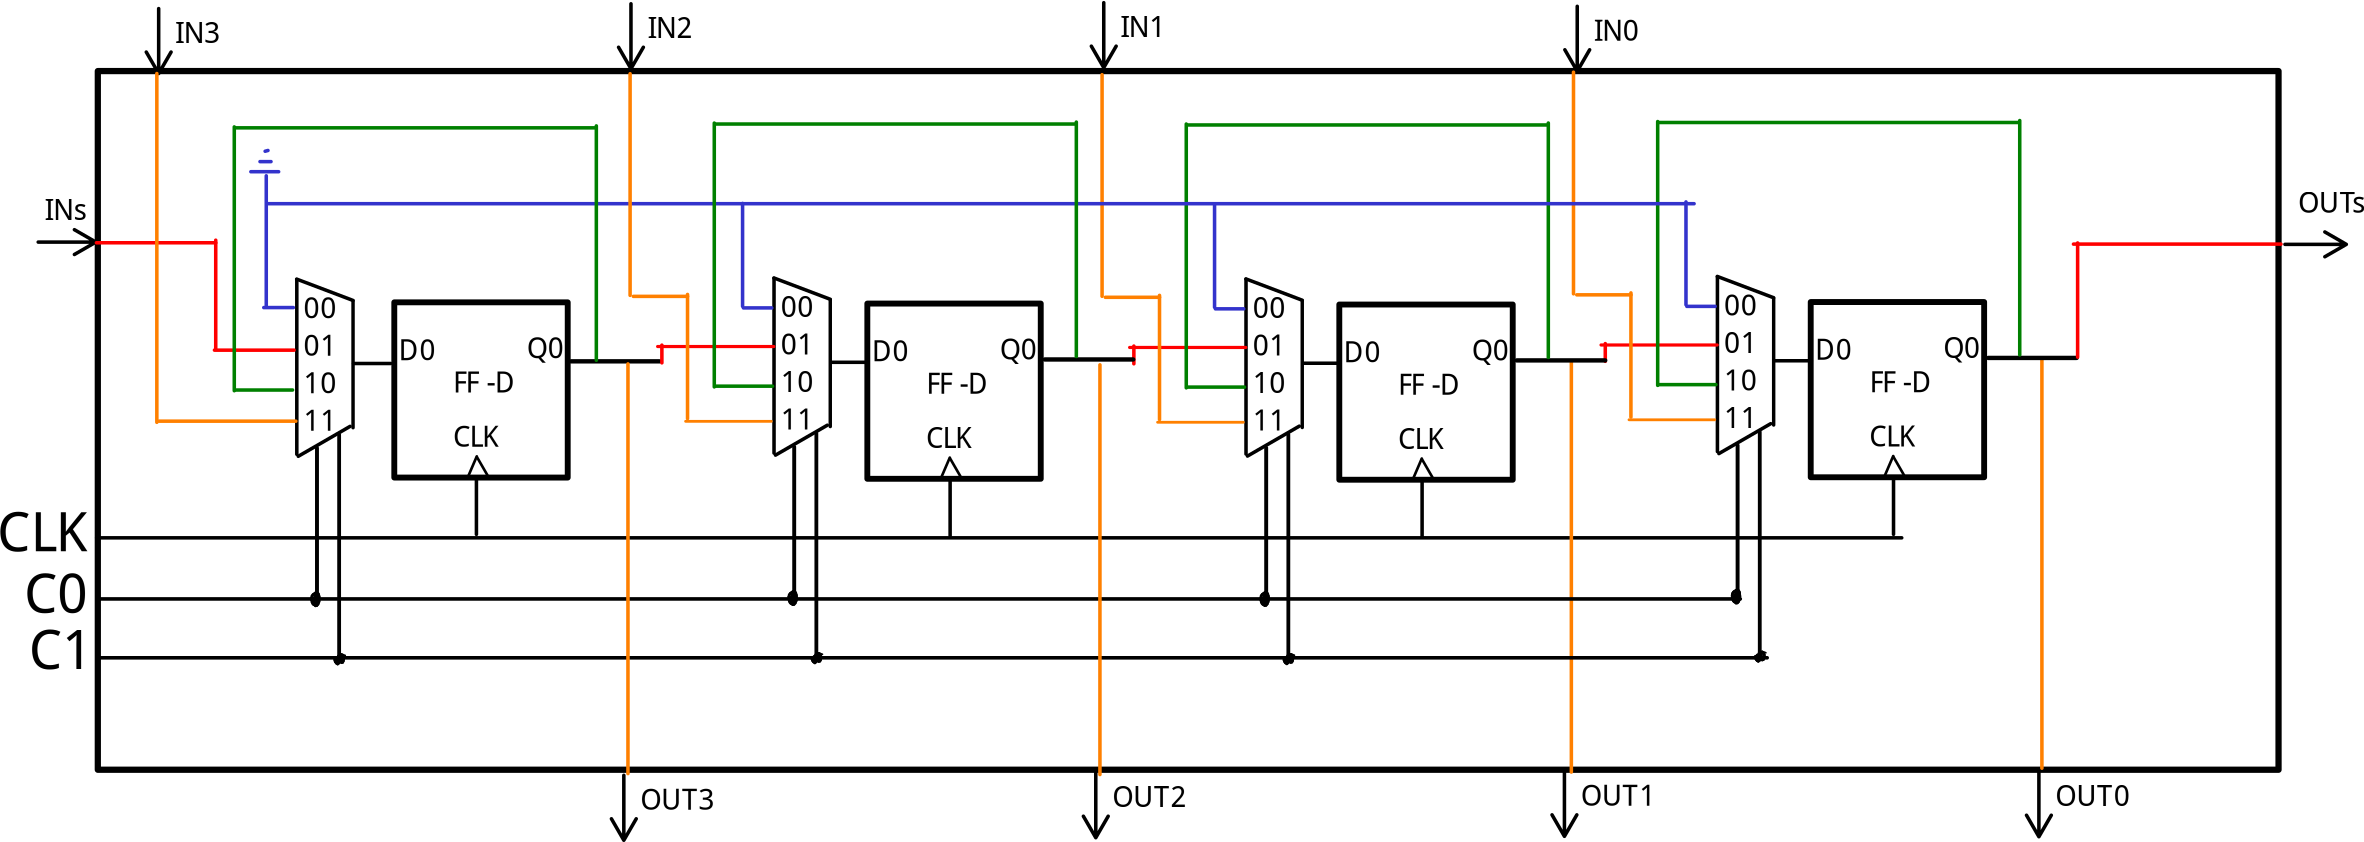 IN3
IN2
IN1
IN0
INs
OUTs
00
01
10
11
D0
Q0
FF -D
CLK
00
01
10
11
D0
Q0
FF -D
CLK
00
01
10
11
D0
Q0
FF -D
CLK
00
01
10
11
D0
Q0
FF -D
CLK
CLK
C0
C1
OUT3
OUT2
OUT1
OUT0